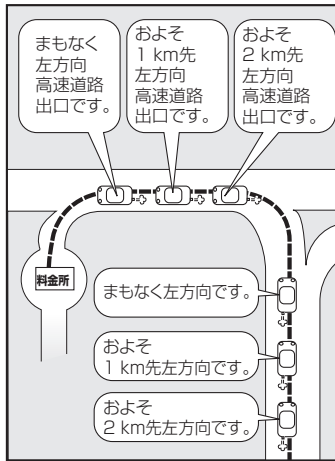 まもなく
左方向
高速道路
出口です。
およそ
1 km先
左方向
高速道路
出口です。
およそ
2 km先
左方向
高速道路
出口です。
料金所
まもなく左方向です。
およそ
1 km先左方向です。
およそ
2 km先左方向です。